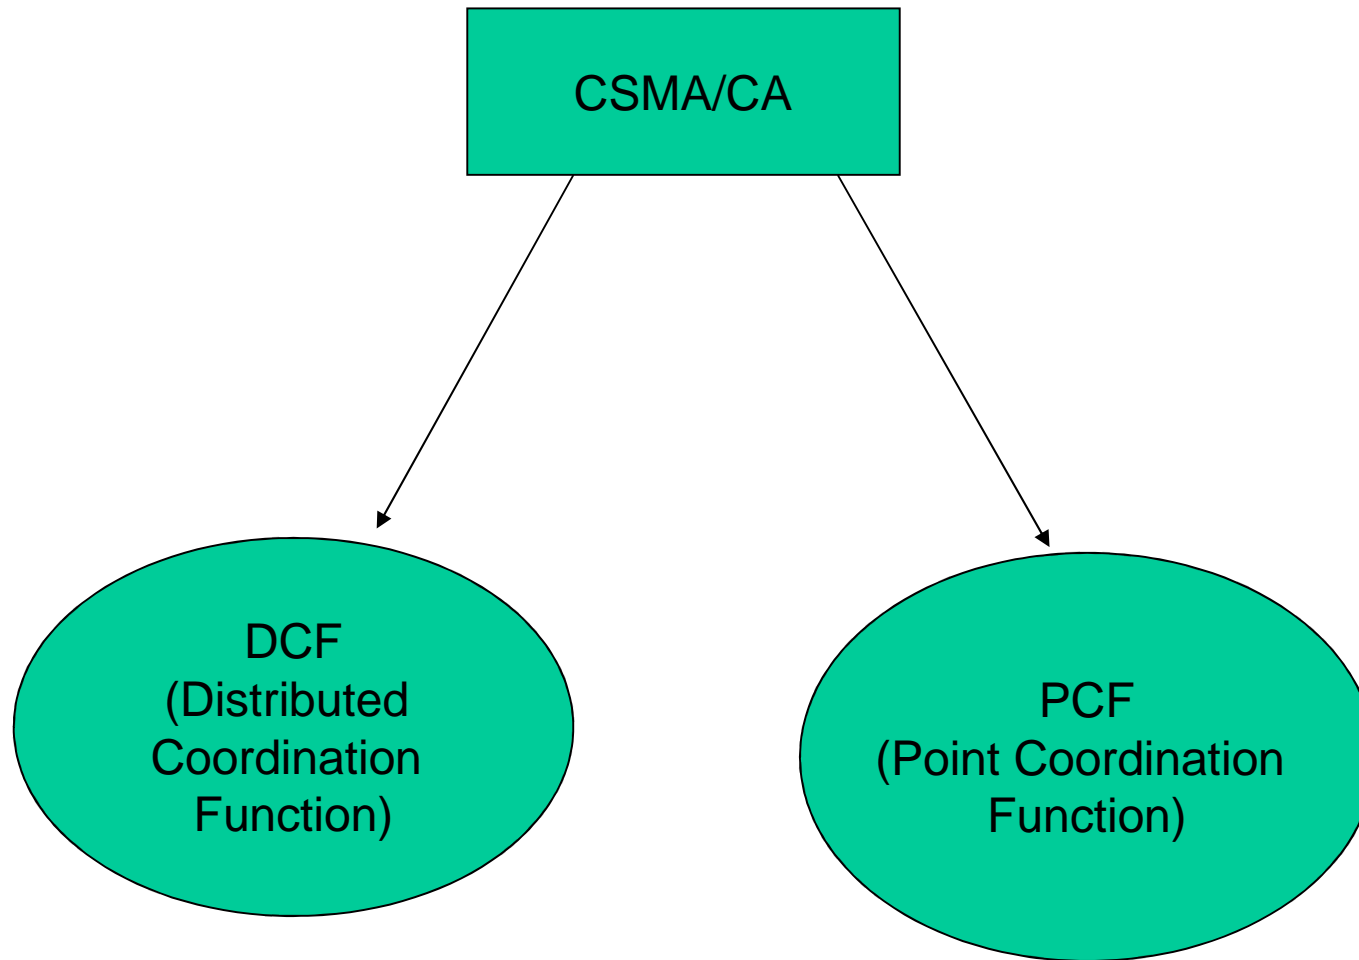 CSMA/CA
DCF
(Distributed
Coordination
Function)
PCF
(Point Coordination
Function)